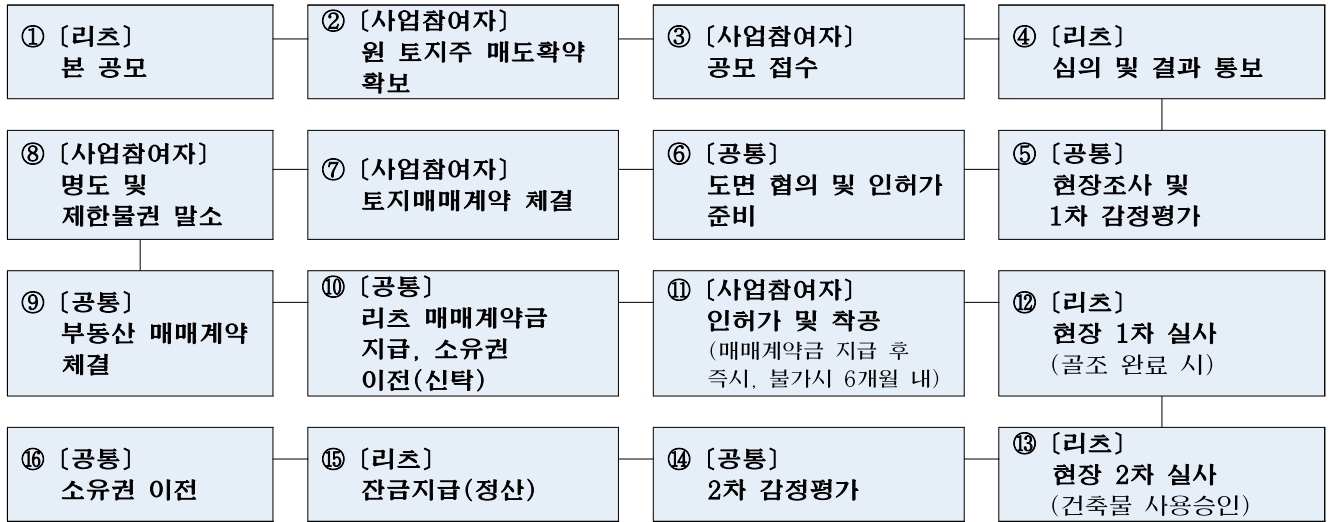 ① [리츠]
본 공모
② [사업참여자]
원 토지주 매도확약
확보
③ [사업참여자]
공모 접수
④ [리츠]
심의 및 결과 통보
⑤ [공통]
현장조사 및
1차 감정평가
⑥ [공통]
도면 협의 및 인허가
준비
⑦ [사업참여자]
토지매매계약 체결
⑧ [사업참여자]
명도 및
제한물권 말소
⑨ [공통]
부동산 매매계약
체결
⑩ [공통]
리츠 매매계약금
지급, 소유권
이전(신탁)
⑪ [사업참여자]
인허가 및 착공
(매매계약금 지급 후
즉시, 불가시 6개월 내)
⑫ [리츠]
현장 1차 실사
(골조 완료 시)
⑬ [리츠]
현장 2차 실사
(건축물 사용승인)
⑭ [공통]
2차 감정평가
⑮ [리츠]
잔금지급(정산)
⑯ [공통]
소유권 이전